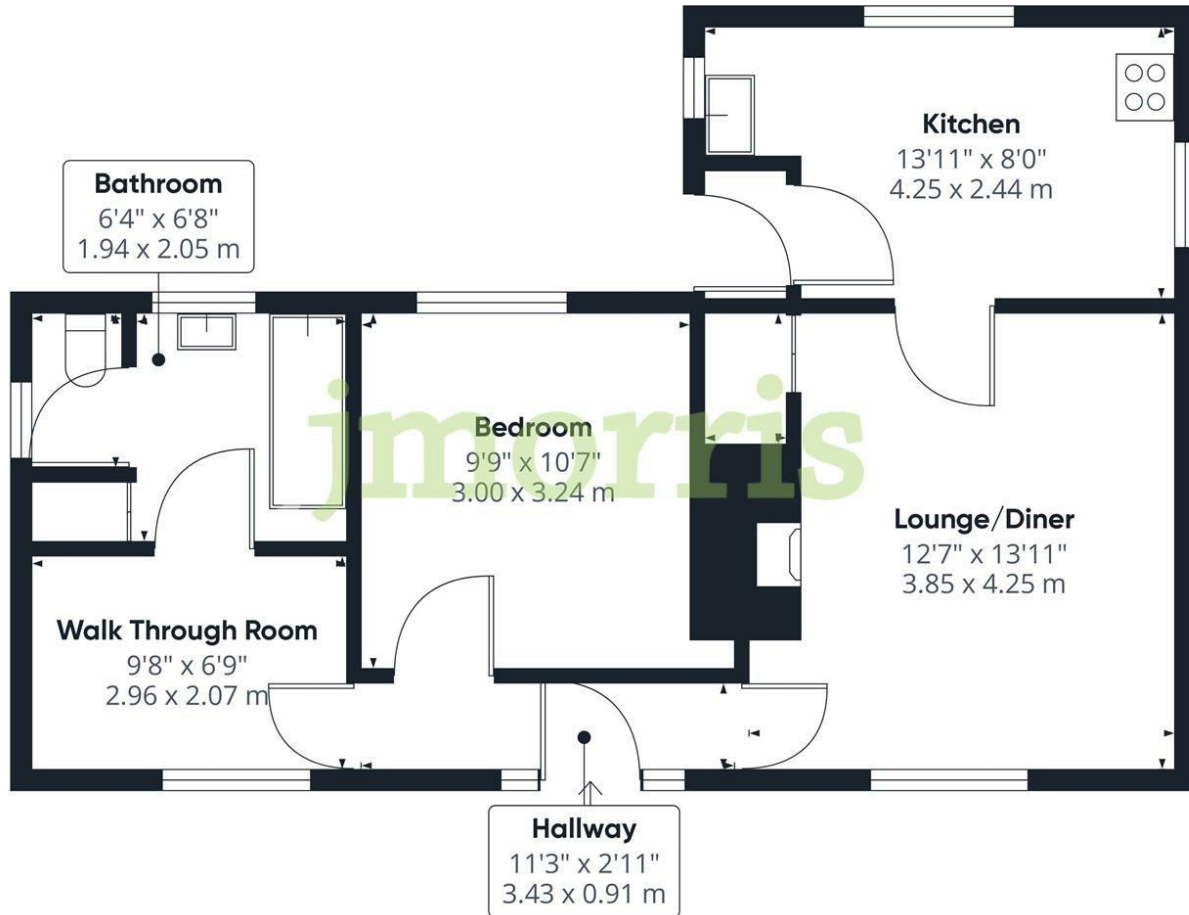 Kitchen
13'11" x 8'0"
4.25 x 2.44 m
Bathroom
6'4" x 6'8"
1.94 x 2.05 m
jmorris
Bedroom
9'9" x 10'7"
3.00 x 3.24 m
Lounge/Diner
12'7" x 13'11"
3.85 x 4.25 m
Walk Through Room
9'8" x 6'9"
2.96 x 2.07 m
Hallway
11'3" x 2'11"
3.43 x 0.91 m